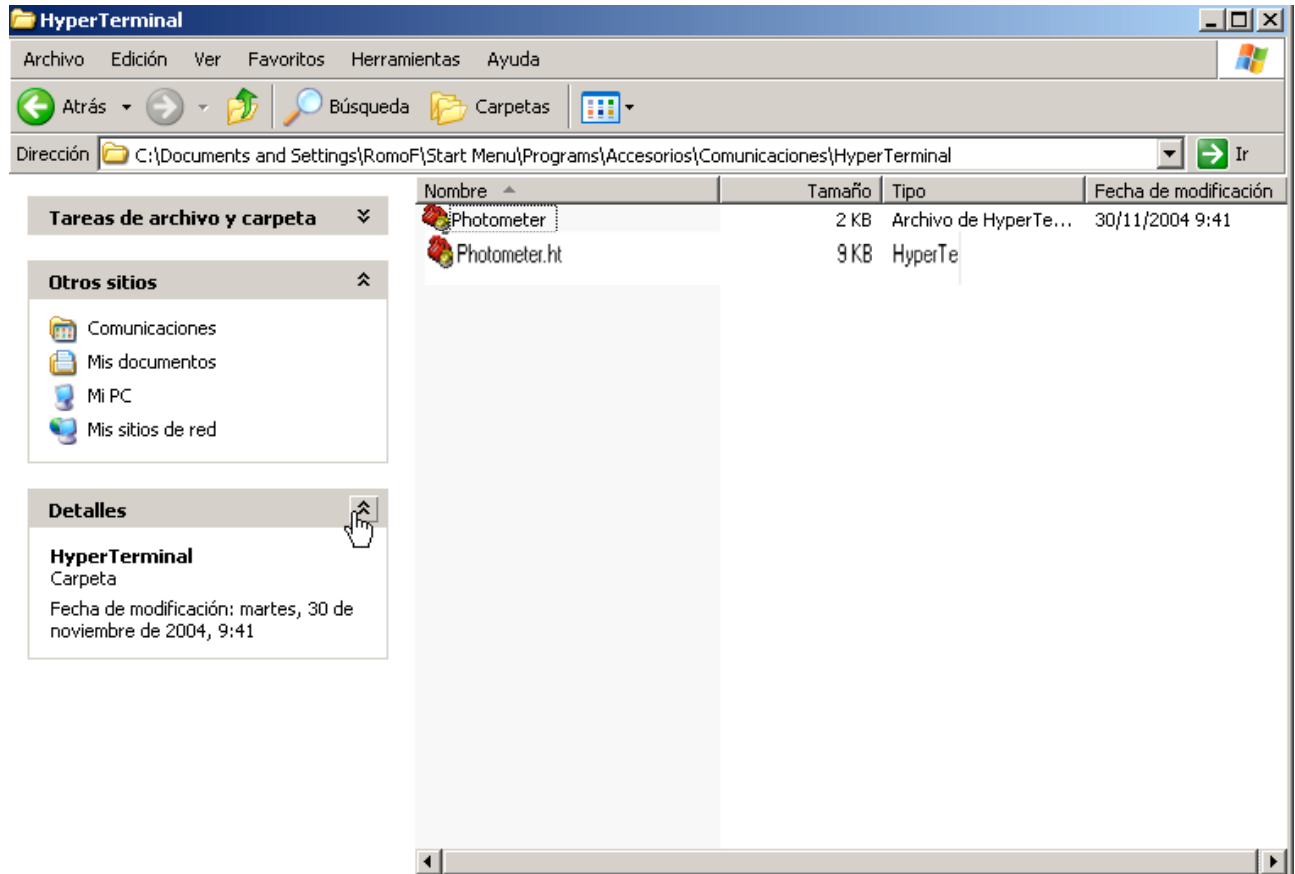 HyperTerminal
Archivo Edición Ver Favoritos Herramientas Ayuda
Atrás Búsqueda Carpetas
Dirección C:\Documents and Settings\RomoF\Start Menu\Programs\Accesorios\Comunicaciones\HyperTerminal Ir
Tareas de archivo y carpeta
Otros sitios
Comunicaciones
Mis documentos
Mi PC
Mis sitios de red
Detalles
HyperTerminal
Carpeta
Fecha de modificación: martes, 30 de
noviembre de 2004, 9:41
Nombre Tamaño Tipo Fecha de modificación
Photometer 2 KB Archivo de HyperTe... 30/11/2004 9:41
Photometer.ht 9 KB HyperTe